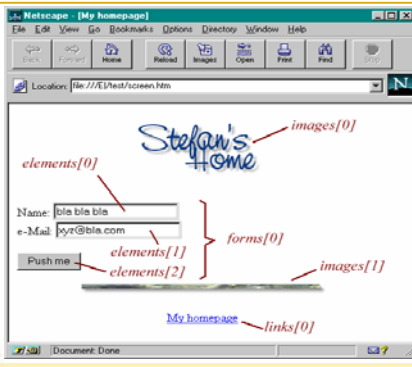 Netscape - [My homepage]
File Edit View Go Bookmarks Options Directory Window Help
Back Forward Home Reload Images Open Print Find Stop
Location: file:///E|/test/screen.htm
N
Stefan's
Home
images[0]
elements[0]
Name: bla bla bla
e-Mail: xyz@bla.com
forms[0]
elements[1]
Push me
elements[2]
images[1]
My homepage
links[0]
Document: Done